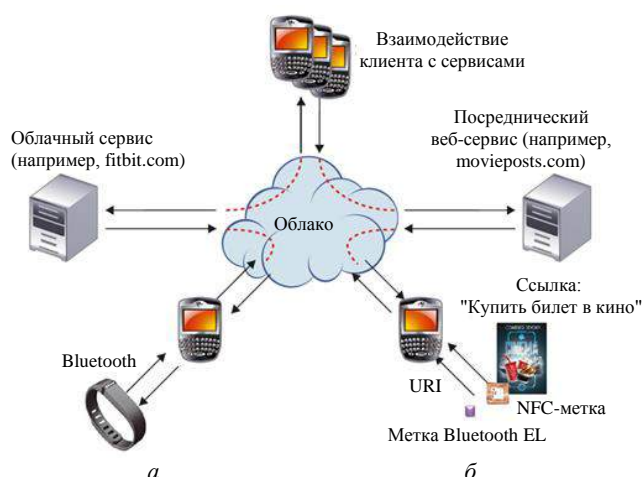 Взаимодействие
клиента с сервисами
Облачный сервис
(например, fitbit.com)
Посреднический
веб-сервис (например,
movieposts.com)
Облако
Ссылка:
"Купить билет в кино"
Bluetooth
URI
NFC-метка
Метка Bluetooth EL
а
б